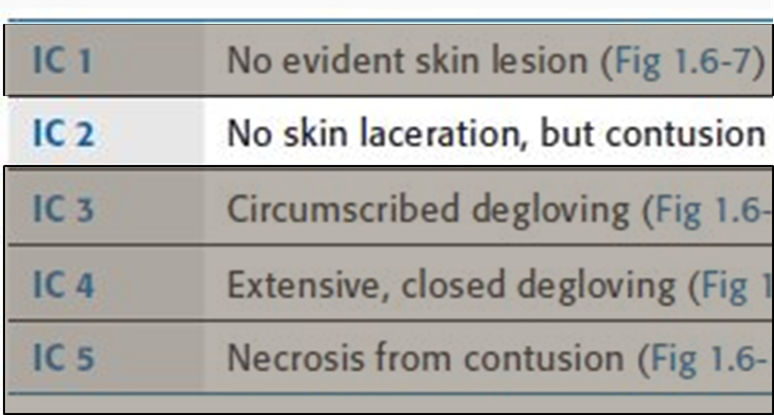 IC 1 No evident skin lesion (Fig 1.6-7)
IC 2 No skin laceration, but contusion
IC 3 Circumscribed degloving (Fig 1.6-
IC 4 Extensive, closed degloving (Fig 1
IC 5 Necrosis from contusion (Fig 1.6-